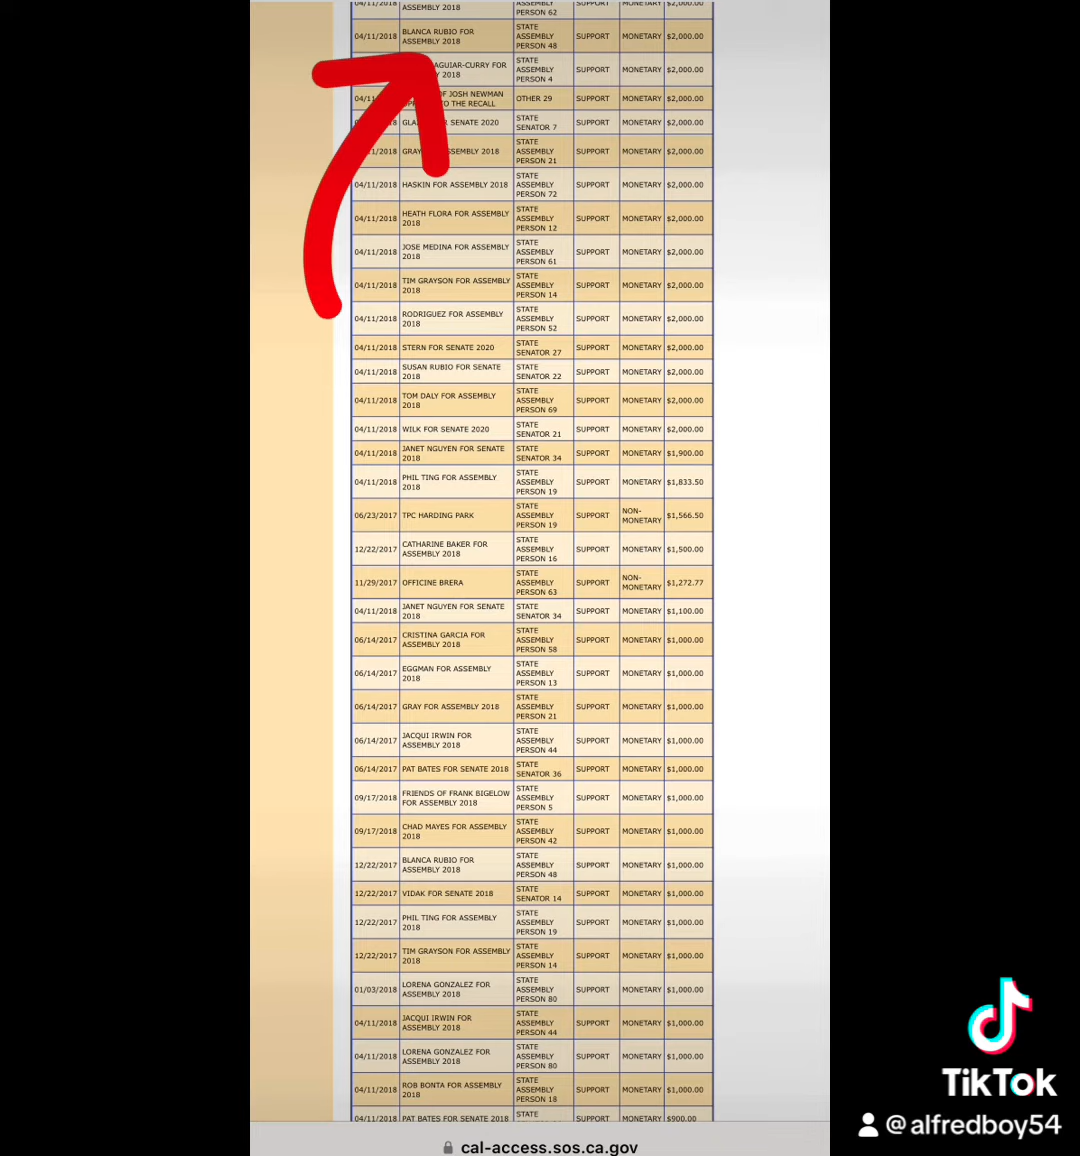 04/11/2018 ASSEMBLY 2018 ASSEMBLY PERSON 62 SUPPORT MONETARY $2,000.00
04/11/2018 BLANCA RUBIO FOR ASSEMBLY 2018 STATE ASSEMBLY PERSON 48 SUPPORT MONETARY $2,000.00
AGUIAR-CURRY FOR 2018 STATE ASSEMBLY PERSON 4 SUPPORT MONETARY $2,000.00
04/11 OF JOSH NEWMAN TO THE RECALL OTHER 29 SUPPORT MONETARY $2,000.00
SENATE 2020 STATE SENATOR 7 SUPPORT MONETARY $2,000.00
GRAY 2018 STATE ASSEMBLY PERSON 21 SUPPORT MONETARY $2,000.00
04/11/2018 HASKIN FOR ASSEMBLY 2018 STATE ASSEMBLY PERSON 72 SUPPORT MONETARY $2,000.00
04/11/2018 HEATH FLORA FOR ASSEMBLY 2018 STATE ASSEMBLY PERSON 12 SUPPORT MONETARY $2,000.00
04/11/2018 JOSE MEDINA FOR ASSEMBLY 2018 STATE ASSEMBLY PERSON 61 SUPPORT MONETARY $2,000.00
04/11/2018 TIM GRAYSON FOR ASSEMBLY 2018 STATE ASSEMBLY PERSON 14 SUPPORT MONETARY $2,000.00
04/11/2018 RODRIGUEZ FOR ASSEMBLY 2018 STATE ASSEMBLY PERSON 52 SUPPORT MONETARY $2,000.00
04/11/2018 STERN FOR SENATE 2020 STATE SENATOR 27 SUPPORT MONETARY $2,000.00
04/11/2018 SUSAN RUBIO FOR SENATE 2018 STATE SENATOR 22 SUPPORT MONETARY $2,000.00
04/11/2018 TOM DALY FOR ASSEMBLY 2018 STATE ASSEMBLY PERSON 69 SUPPORT MONETARY $2,000.00
04/11/2018 WILK FOR SENATE 2020 STATE SENATOR 21 SUPPORT MONETARY $2,000.00
04/11/2018 JANET NGUYEN FOR SENATE 2018 STATE SENATOR 34 SUPPORT MONETARY $1,900.00
04/11/2018 PHIL TING FOR ASSEMBLY 2018 STATE ASSEMBLY PERSON 19 SUPPORT MONETARY $1,833.50
06/23/2017 TPC HARDING PARK STATE ASSEMBLY PERSON 19 SUPPORT NON-MONETARY $1,566.50
12/22/2017 CATHARINE BAKER FOR ASSEMBLY 2018 STATE ASSEMBLY PERSON 16 SUPPORT MONETARY $1,500.00
11/29/2017 OFFICINE BRERA STATE ASSEMBLY PERSON 63 SUPPORT NON-MONETARY $1,272.77
04/11/2018 JANET NGUYEN FOR SENATE 2018 STATE SENATOR 34 SUPPORT MONETARY $1,100.00
06/14/2017 CRISTINA GARCIA FOR ASSEMBLY 2018 STATE ASSEMBLY PERSON 58 SUPPORT MONETARY $1,000.00
06/14/2017 EGGMAN FOR ASSEMBLY 2018 STATE ASSEMBLY PERSON 13 SUPPORT MONETARY $1,000.00
06/14/2017 GRAY FOR ASSEMBLY 2018 STATE ASSEMBLY PERSON 21 SUPPORT MONETARY $1,000.00
06/14/2017 JACQUI IRWIN FOR ASSEMBLY 2018 STATE ASSEMBLY PERSON 44 SUPPORT MONETARY $1,000.00
06/14/2017 PAT BATES FOR SENATE 2018 STATE SENATOR 36 SUPPORT MONETARY $1,000.00
09/17/2018 FRIENDS OF FRANK BIGELOW FOR ASSEMBLY 2018 STATE ASSEMBLY PERSON 5 SUPPORT MONETARY $1,000.00
09/17/2018 CHAD MAYES FOR ASSEMBLY 2018 STATE ASSEMBLY PERSON 42 SUPPORT MONETARY $1,000.00
12/22/2017 BLANCA RUBIO FOR ASSEMBLY 2018 STATE ASSEMBLY PERSON 48 SUPPORT MONETARY $1,000.00
12/22/2017 VIDAK FOR SENATE 2018 STATE SENATOR 14 SUPPORT MONETARY $1,000.00
12/22/2017 PHIL TING FOR ASSEMBLY 2018 STATE ASSEMBLY PERSON 19 SUPPORT MONETARY $1,000.00
12/22/2017 TIM GRAYSON FOR ASSEMBLY 2018 STATE ASSEMBLY PERSON 14 SUPPORT MONETARY $1,000.00
01/03/2018 LORENA GONZALEZ FOR ASSEMBLY 2018 STATE ASSEMBLY PERSON 80 SUPPORT MONETARY $1,000.00
04/11/2018 JACQUI IRWIN FOR ASSEMBLY 2018 STATE ASSEMBLY PERSON 44 SUPPORT MONETARY $1,000.00
04/11/2018 LORENA GONZALEZ FOR ASSEMBLY 2018 STATE ASSEMBLY PERSON 80 SUPPORT MONETARY $1,000.00
04/11/2018 ROB BONTA FOR ASSEMBLY 2018 STATE ASSEMBLY PERSON 18 SUPPORT MONETARY $1,000.00
04/11/2018 PAT BATES FOR SENATE 2018 STATE SUPPORT MONETARY $900.00
cal-access.sos.ca.gov
TikTok
@alfredboy54